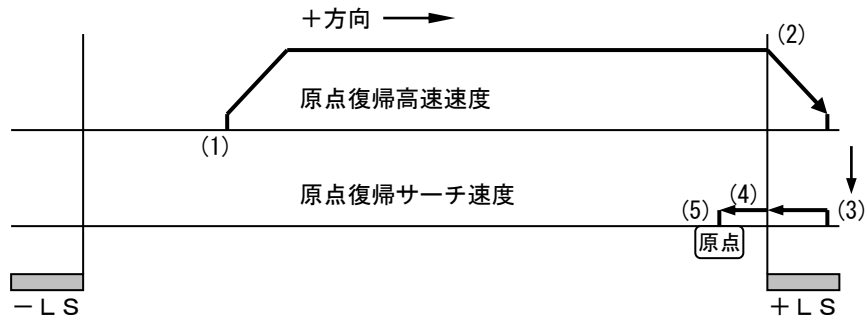 +方向
(2)
原点復帰高速速度
(1)
原点復帰サーチ速度
(5)
(4)
(3)
原点
-LS
+LS